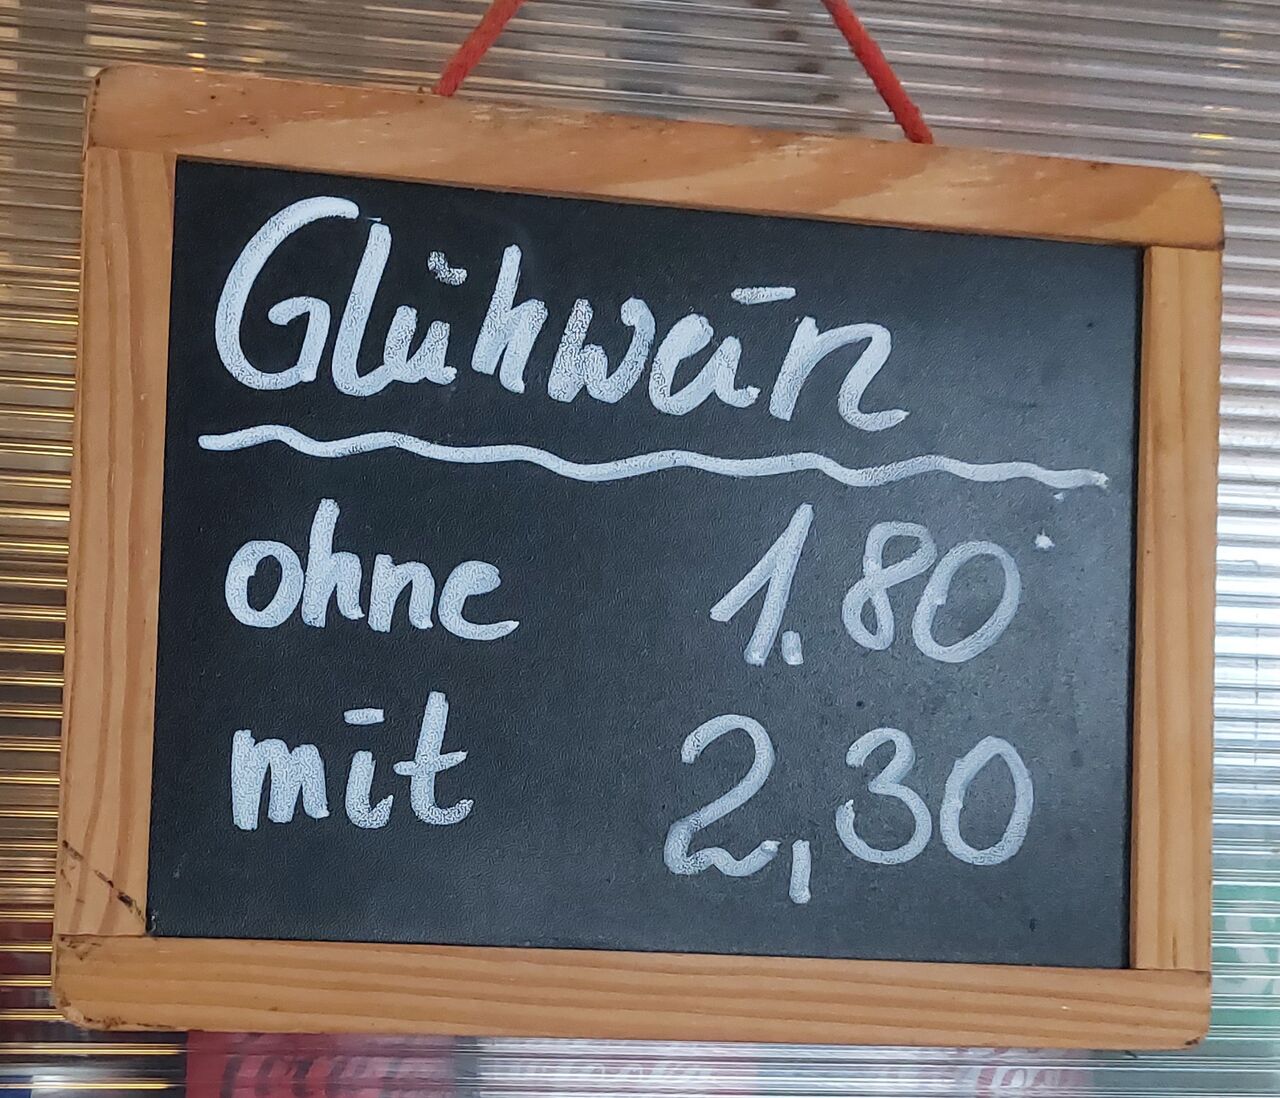 Glühwein
ohne 1.80
mit 2,30